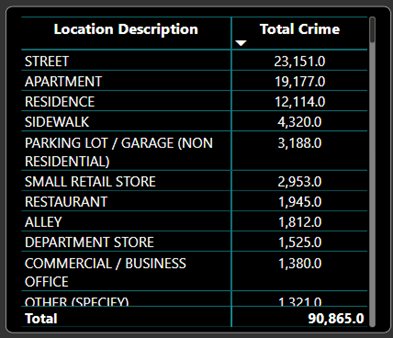 Location Description Total Crime
STREET 23,151.0
APARTMENT 19,177.0
RESIDENCE 12,114.0
SIDEWALK 4,320.0
PARKING LOT / GARAGE (NON 3,188.0
RESIDENTIAL)
SMALL RETAIL STORE 2,953.0
RESTAURANT 1,945.0
ALLEY 1,812.0
DEPARTMENT STORE 1,525.0
COMMERCIAL / BUSINESS 1,380.0
OFFICE
OTHER (SPECIFY) 1,321.0
Total 90,865.0